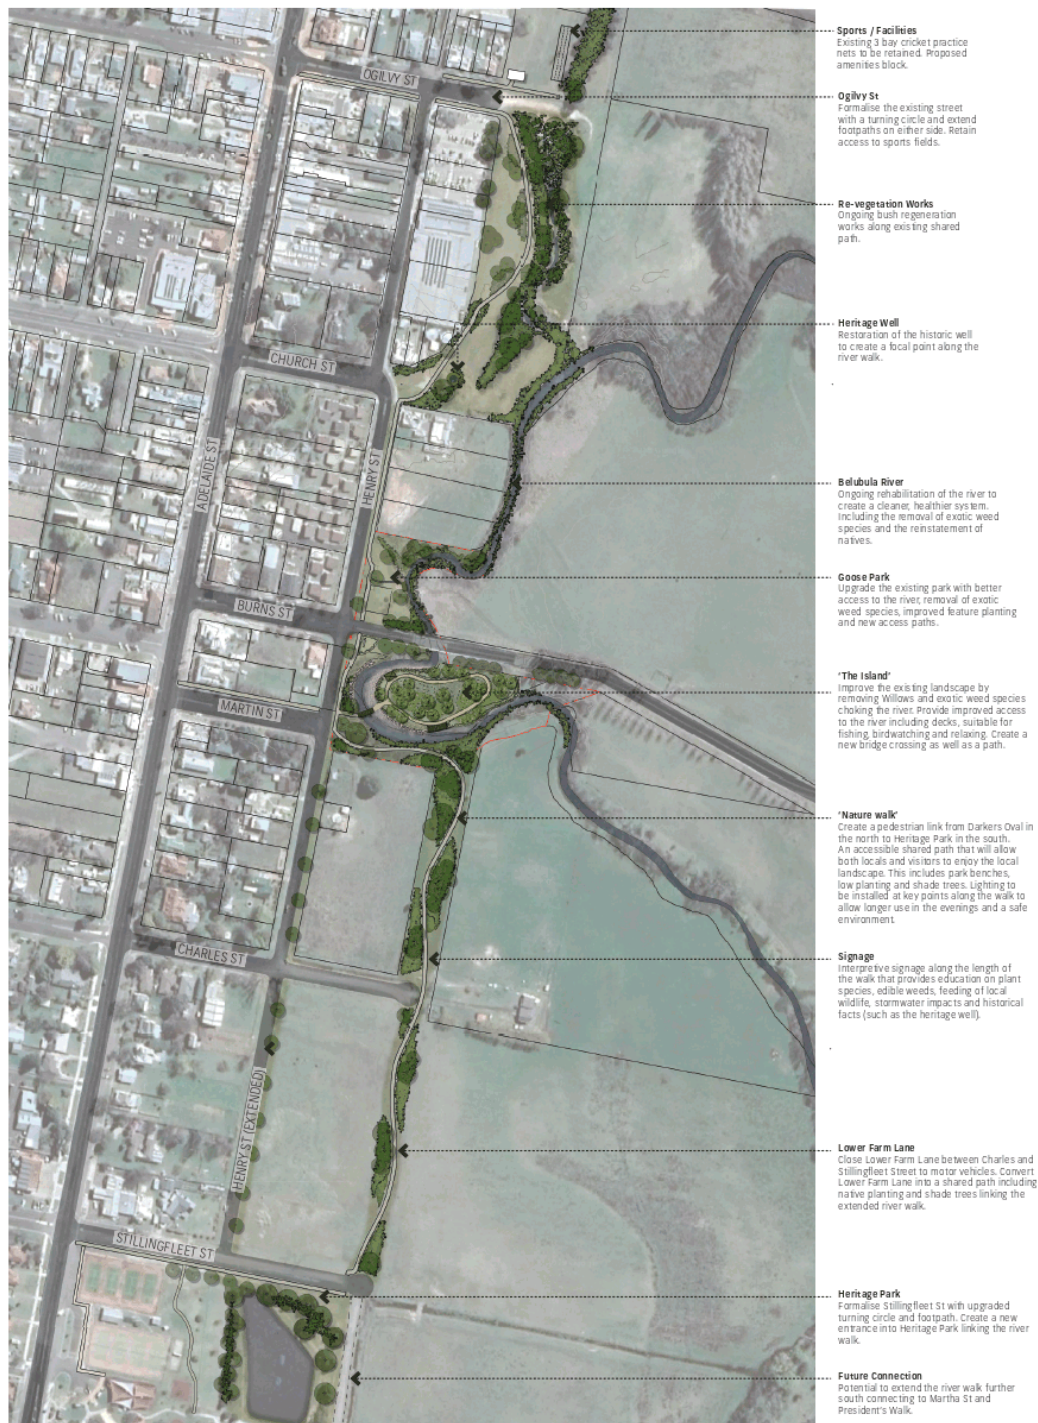 Sports / Facilities
Existing 3 bay cricket practice
nets to be retained. Proposed
amenities block.
Ogilvy St
Formalise the existing street
with a turning circle and extend
footpaths on either side. Retain
access to sports fields.
Re-vegetation Works
Ongoing bush regeneration
works along existing shared
path.
Heritage Well
Restoration of the historic well
to create a focal point along the
river walk.
Belubula River
Ongoing rehabilitation of the river to
create a cleaner, healthier system.
Including the removal of exotic weed
species and the reinstatement of
natives.
Goose Park
Upgrade the existing park with better
access to the river, removal of exotic
weed species, improved feature planting
and new access paths.
'The Island'
Improve the existing landscape by
removing Willows and exotic weed species
choking the river. Provide improved access
to the river including decks, suitable for
fishing, birdwatching and relaxing. Create a
new bridge crossing as well as a path.
'Nature walk'
Create a pedestrian link from Darkers Oval in
the north to Heritage Park in the south.
An accessible shared path that will allow
both locals and visitors to enjoy the local
landscape. This includes park benches,
low planting and shade trees. Lighting to
be installed at key points along the walk to
allow longer use in the evenings and a safe
environment.
Signage
Interpretive signage along the length of
the walk that provides education on plant
species, edible weeds, feeding of local
wildlife, stormwater impacts and historical
facts (such as the heritage well).
Lower Farm Lane
Close Lower Farm Lane between Charles and
Stillingfleet Street to motor vehicles. Convert
Lower Farm Lane into a shared path including
native planting and shade trees linking the
extended river walk.
Heritage Park
Formalise Stillingfleet St with upgraded
turning circle and footpath. Create a new
entrance into Heritage Park linking the river
walk.
Future Connection
Potential to extend the river walk further
south connecting to Martha St and
President's Walk.
OGILVY ST
CHURCH ST
ADELAIDE ST
HENRY ST
BURNS ST
MARTIN ST
CHARLES ST
HENRY ST (EXTENDED)
STILLINGFLEET ST